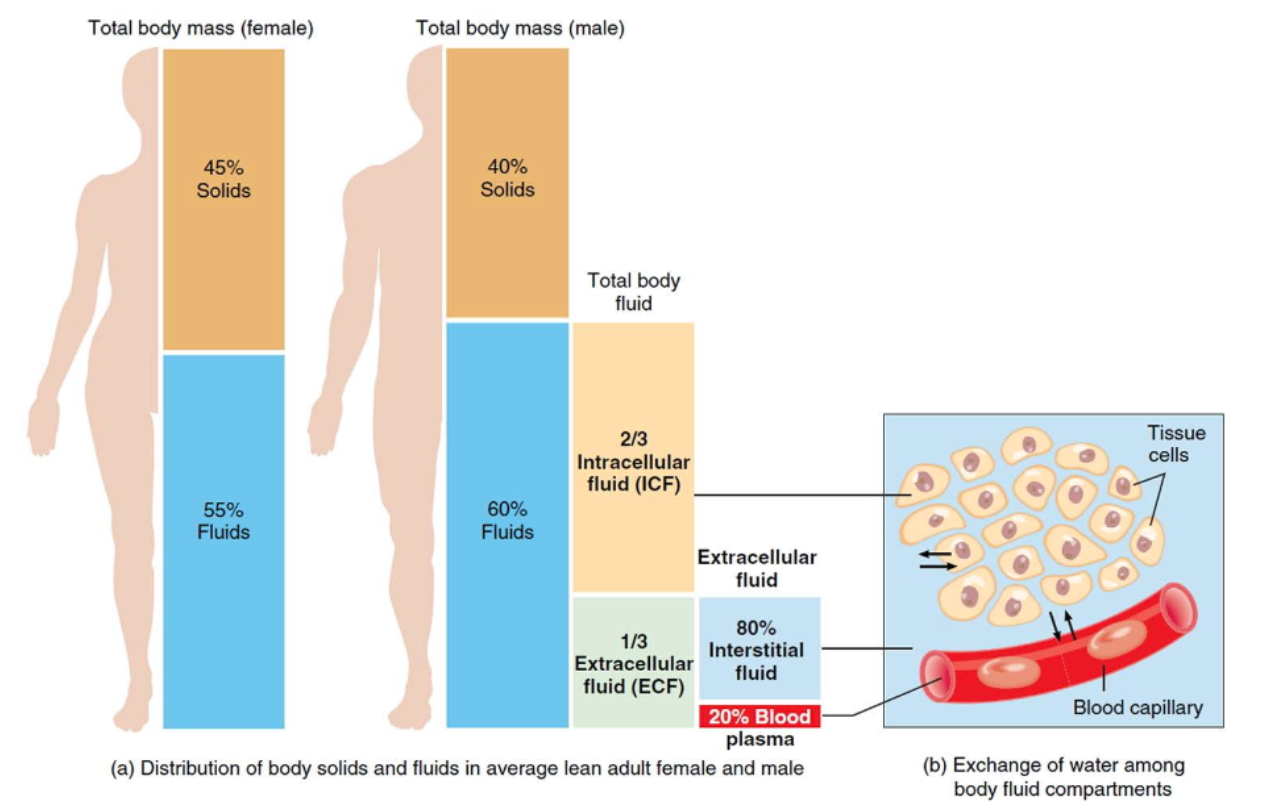 Total body mass (female)
Total body mass (male)
45%
Solids
40%
Solids
Total body
fluid
55%
Fluids
60%
Fluids
2/3
Intracellular
fluid (ICF)
Extracellular
fluid
1/3
Extracellular
fluid (ECF)
80%
Interstitial
fluid
20% Blood
plasma
Tissue
cells
Blood capillary
(a) Distribution of body solids and fluids in average lean adult female and male
(b) Exchange of water among
body fluid compartments